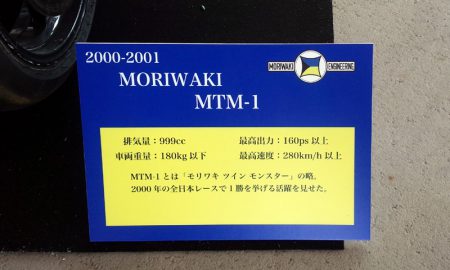 2000-2001
MORIWAKI
MTM-1
MORIWAKI ENGINEERING
排気量：999cc 最高出力：160ps 以上
車両重量：180kg 以下 最高速度：280km/h 以上
MTM-1 とは「モリワキ ツイン モンスター」の略。
2000 年の全日本レースで 1 勝を挙げる活躍を見せた。